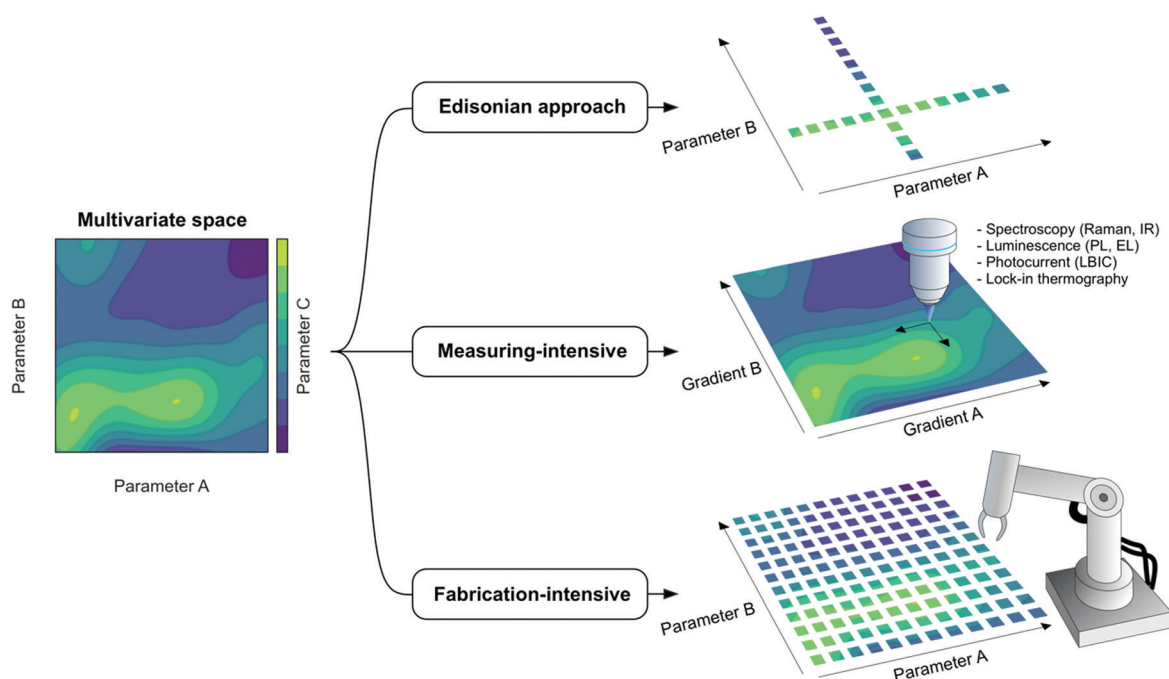 Multivariate space
Parameter B
Parameter C
Parameter A
Edisonian approach
Parameter B
Parameter A
Measuring-intensive
- Spectroscopy (Raman, IR)
- Luminescence (PL, EL)
- Photocurrent (LBIC)
- Lock-in thermography
Gradient B
Gradient A
Fabrication-intensive
Parameter B
Parameter A